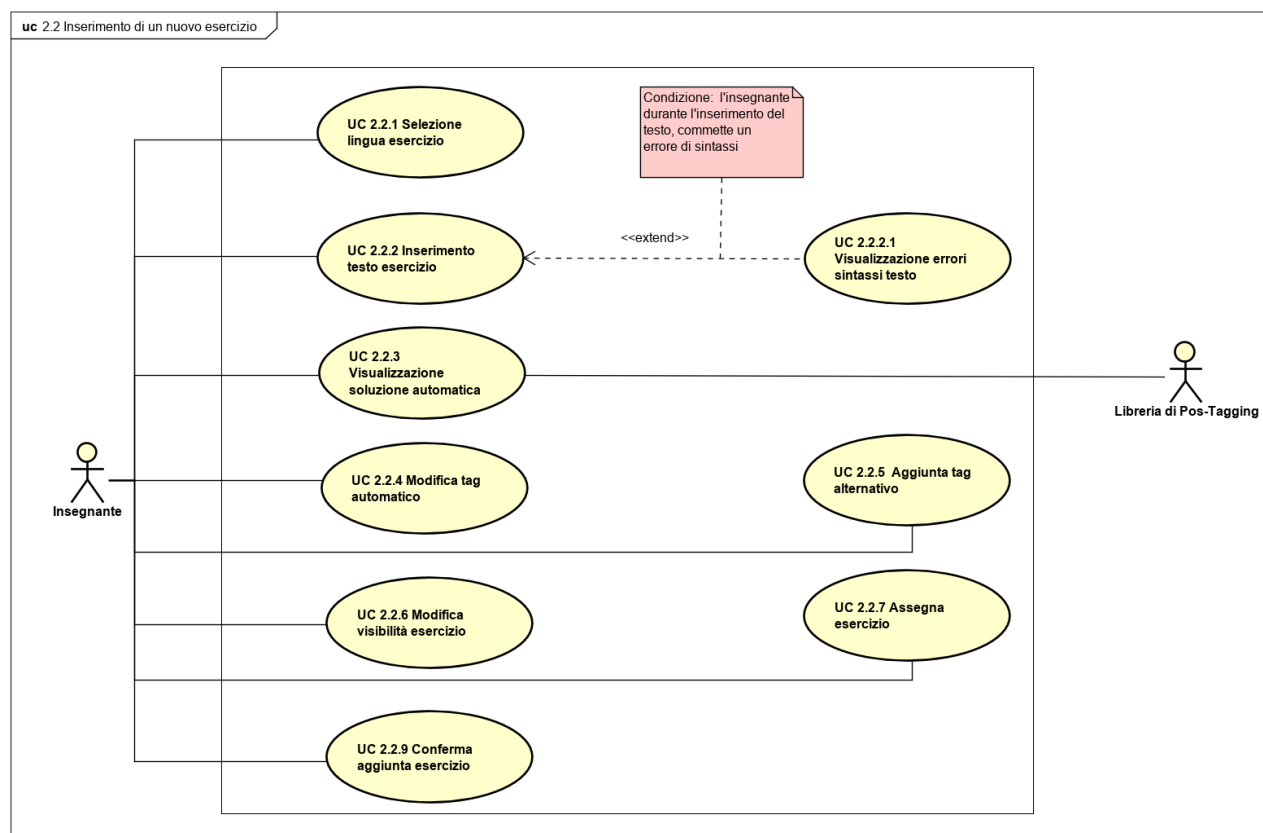 uc 2.2 Inserimento di un nuovo esercizio
UC 2.2.1 Selezione
lingua esercizio
Condizione: l'insegnante
durante l'inserimento del
testo, commette un
errore di sintassi
UC 2.2.2 Inserimento
testo esercizio
<<extend>>
UC 2.2.2.1
Visualizzazione errori
sintassi testo
UC 2.2.3
Visualizzazione
soluzione automatica
Libreria di Pos-Tagging
Insegnante
UC 2.2.4 Modifica tag
automatico
UC 2.2.5 Aggiunta tag
alternativo
UC 2.2.6 Modifica
visibilità esercizio
UC 2.2.7 Assegna
esercizio
UC 2.2.9 Conferma
aggiunta esercizio